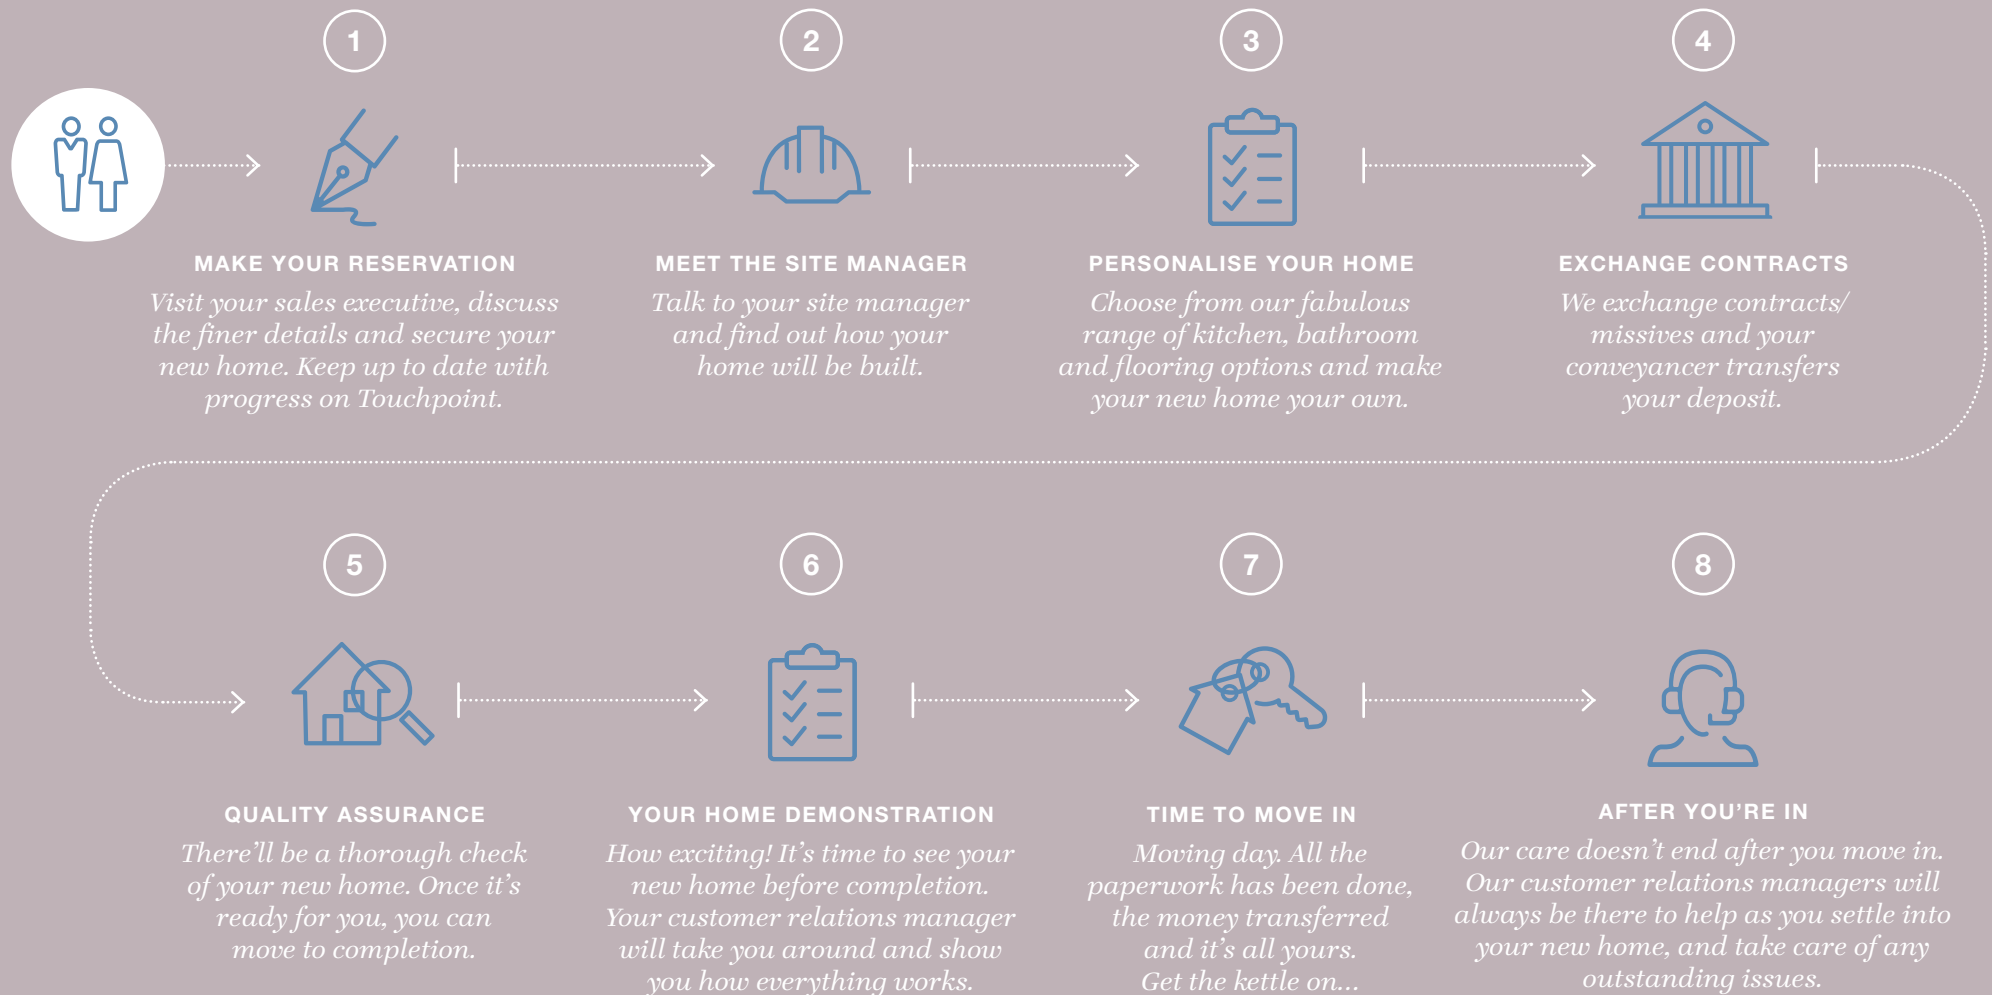 1
MAKE YOUR RESERVATION
Visit your sales executive, discuss
the finer details and secure your
new home. Keep up to date with
progress on Touchpoint.
2
MEET THE SITE MANAGER
Talk to your site manager
and find out how your
home will be built.
3
PERSONALISE YOUR HOME
Choose from our fabulous
range of kitchen, bathroom
and flooring options and make
your new home your own.
4
EXCHANGE CONTRACTS
We exchange contracts/
missives and your
conveyancer transfers
your deposit.
5
QUALITY ASSURANCE
There’ll be a thorough check
of your new home. Once it’s
ready for you, you can
move to completion.
6
YOUR HOME DEMONSTRATION
How exciting! It’s time to see your
new home before completion.
Your customer relations manager
will take you around and show
you how everything works.
7
TIME TO MOVE IN
Moving day. All the
paperwork has been done,
the money transferred
and it’s all yours.
Get the kettle on...
8
AFTER YOU’RE IN
Our care doesn’t end after you move in.
Our customer relations managers will
always be there to help as you settle into
your new home, and take care of any
outstanding issues.